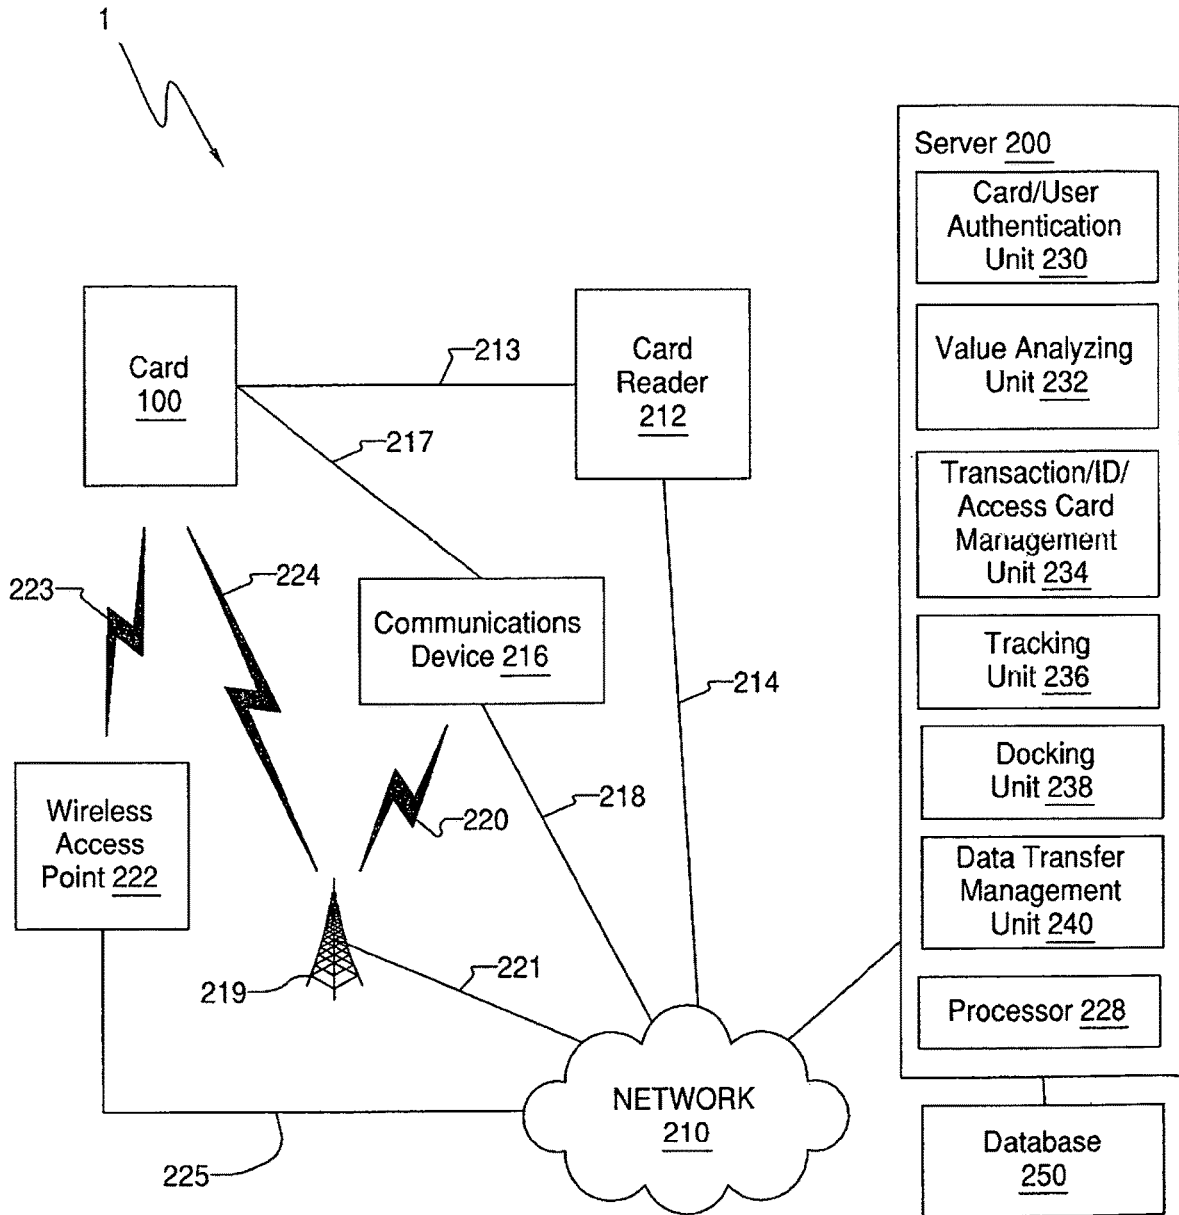 1
Server 200
Card/User
Authentication
Unit 230
Value Analyzing
Unit 232
Transaction/ID/
Access Card
Management
Unit 234
Tracking
Unit 236
Docking
Unit 238
Data Transfer
Management
Unit 240
Processor 228
Database
250
Card
100
213
Card
Reader
212
217
223
224
Communications
Device 216
214
Wireless
Access
Point 222
220
218
219
221
NETWORK
210
225